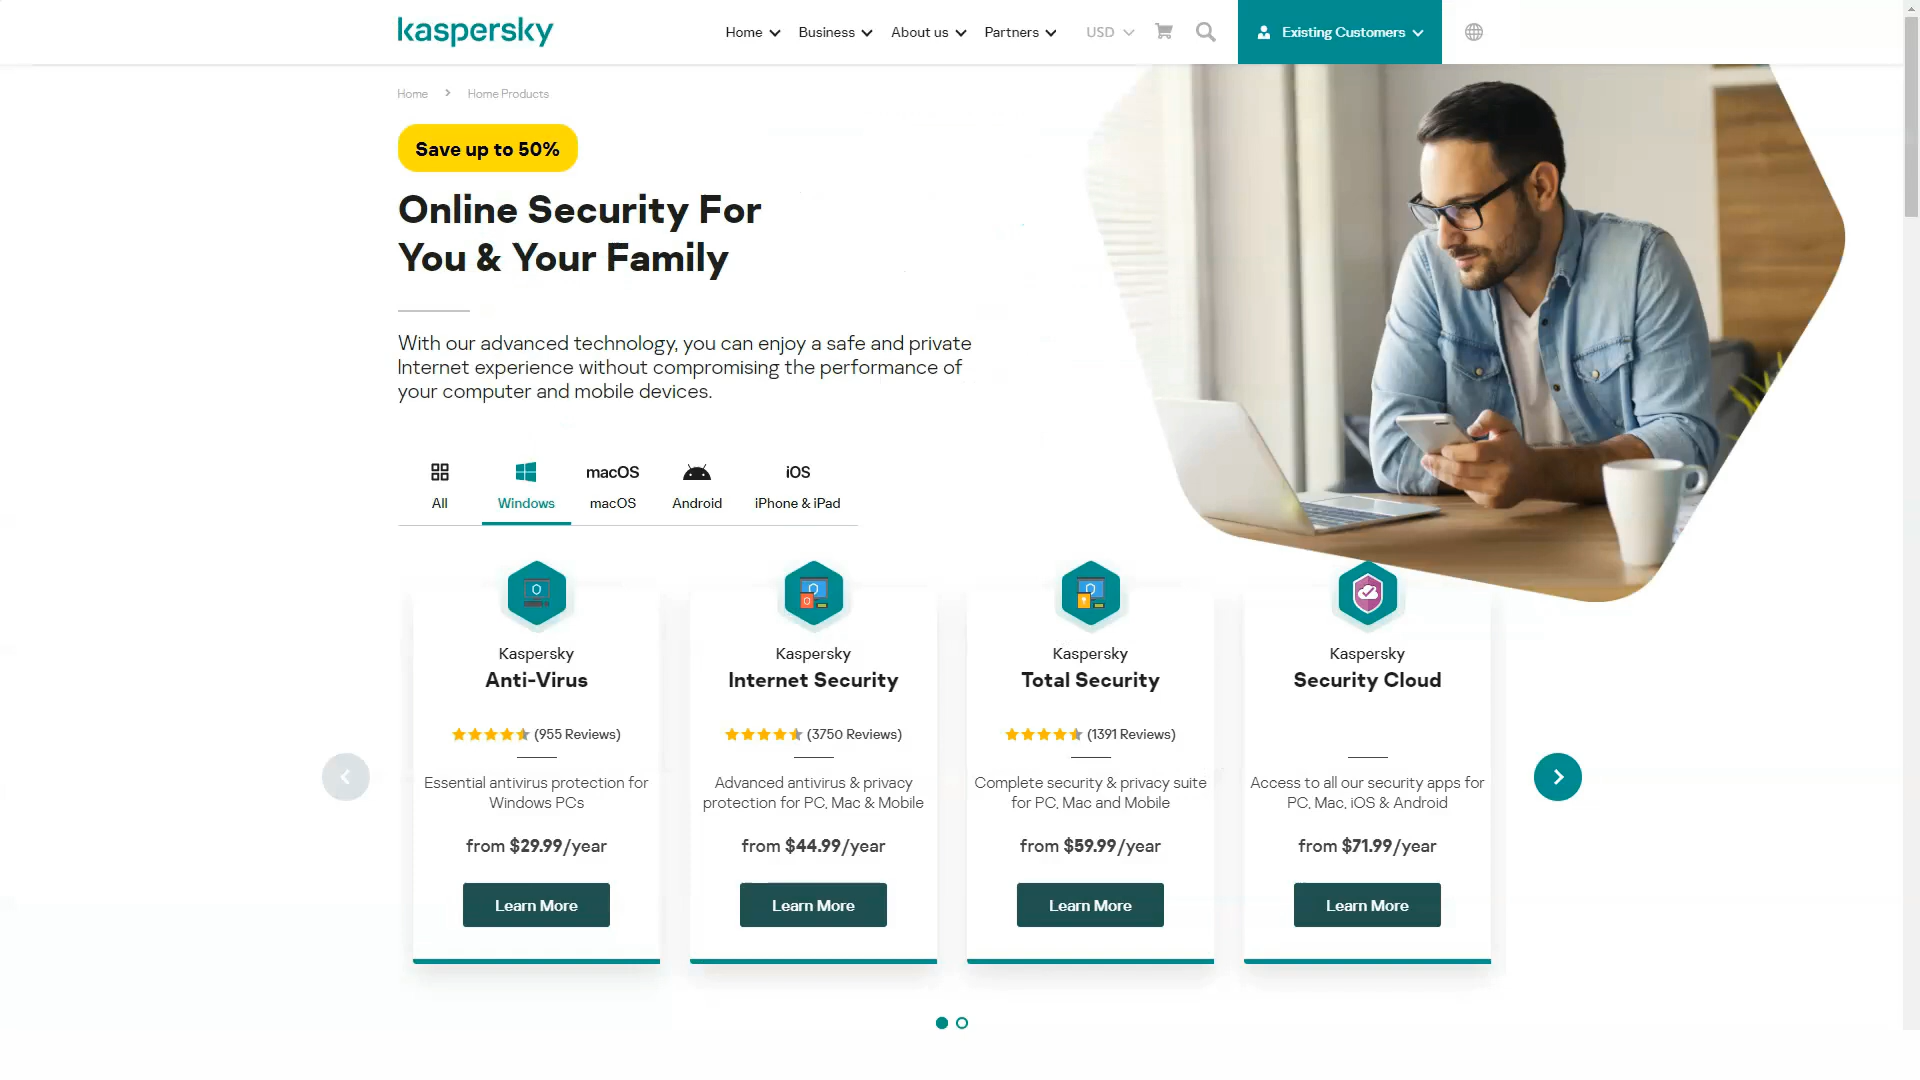 kaspersky
Home
Business
About us
Partners
USD
Existing Customers
Home
Home Products
Save up to 50%
Online Security For
You & Your Family
With our advanced technology, you can enjoy a safe and private
Internet experience without compromising the performance of
your computer and mobile devices.
All
Windows
macOS
macOS
Android
iOS
iPhone & iPad
Kaspersky
Anti-Virus
(955 Reviews)
Essential antivirus protection for
Windows PCs
from $29.99/year
Learn More
Kaspersky
Internet Security
(3750 Reviews)
Advanced antivirus & privacy
protection for PC, Mac & Mobile
from $44.99/year
Learn More
Kaspersky
Total Security
(1391 Reviews)
Complete security & privacy suite
for PC, Mac and Mobile
from $59.99/year
Learn More
Kaspersky
Security Cloud
Access to all our security apps for
PC, Mac, iOS & Android
from $71.99/year
Learn More